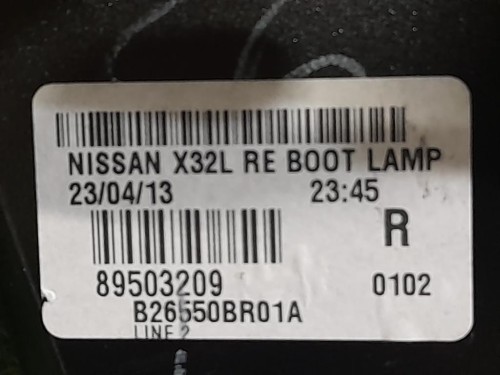 NISSAN X32L RE BOOT LAMP
23/04/13 23:45
R
89503209 0102
B26550BR01A
LINE 2